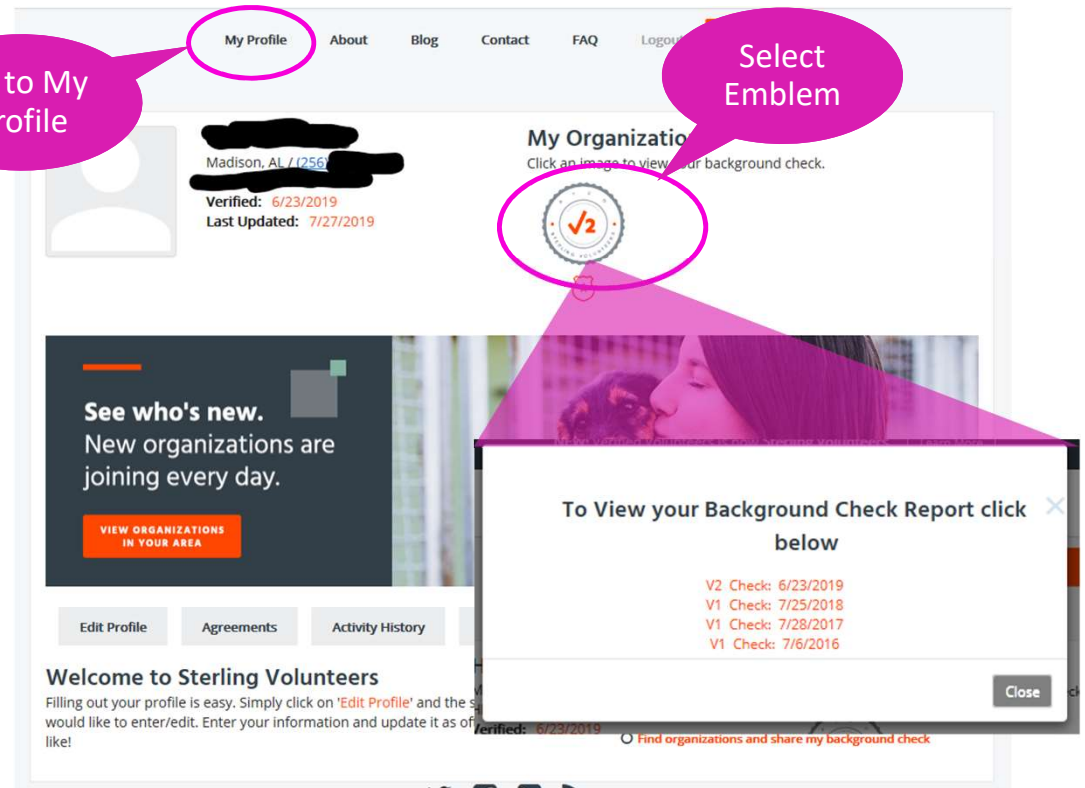 My Profile About Blog Contact FAQ Logout
to My
rofile
Select
Emblem
Madison, AL / (256)
Verified: 6/23/2019
Last Updated: 7/27/2019
My Organizatio
Click an image to view your background check.
√2
STERLING VOLUNTEERS
See who's new.
New organizations are
joining every day.
VIEW ORGANIZATIONS
IN YOUR AREA
To View your Background Check Report click
below
V2 Check: 6/23/2019
V1 Check: 7/25/2018
V1 Check: 7/28/2017
V1 Check: 7/6/2016
Close
Edit Profile Agreements Activity History
Welcome to Sterling Volunteers
Filling out your profile is easy. Simply click on 'Edit Profile' and the s
would like to enter/edit. Enter your information and update it as of
like!
Verified: 6/23/2019
Find organizations and share my background check